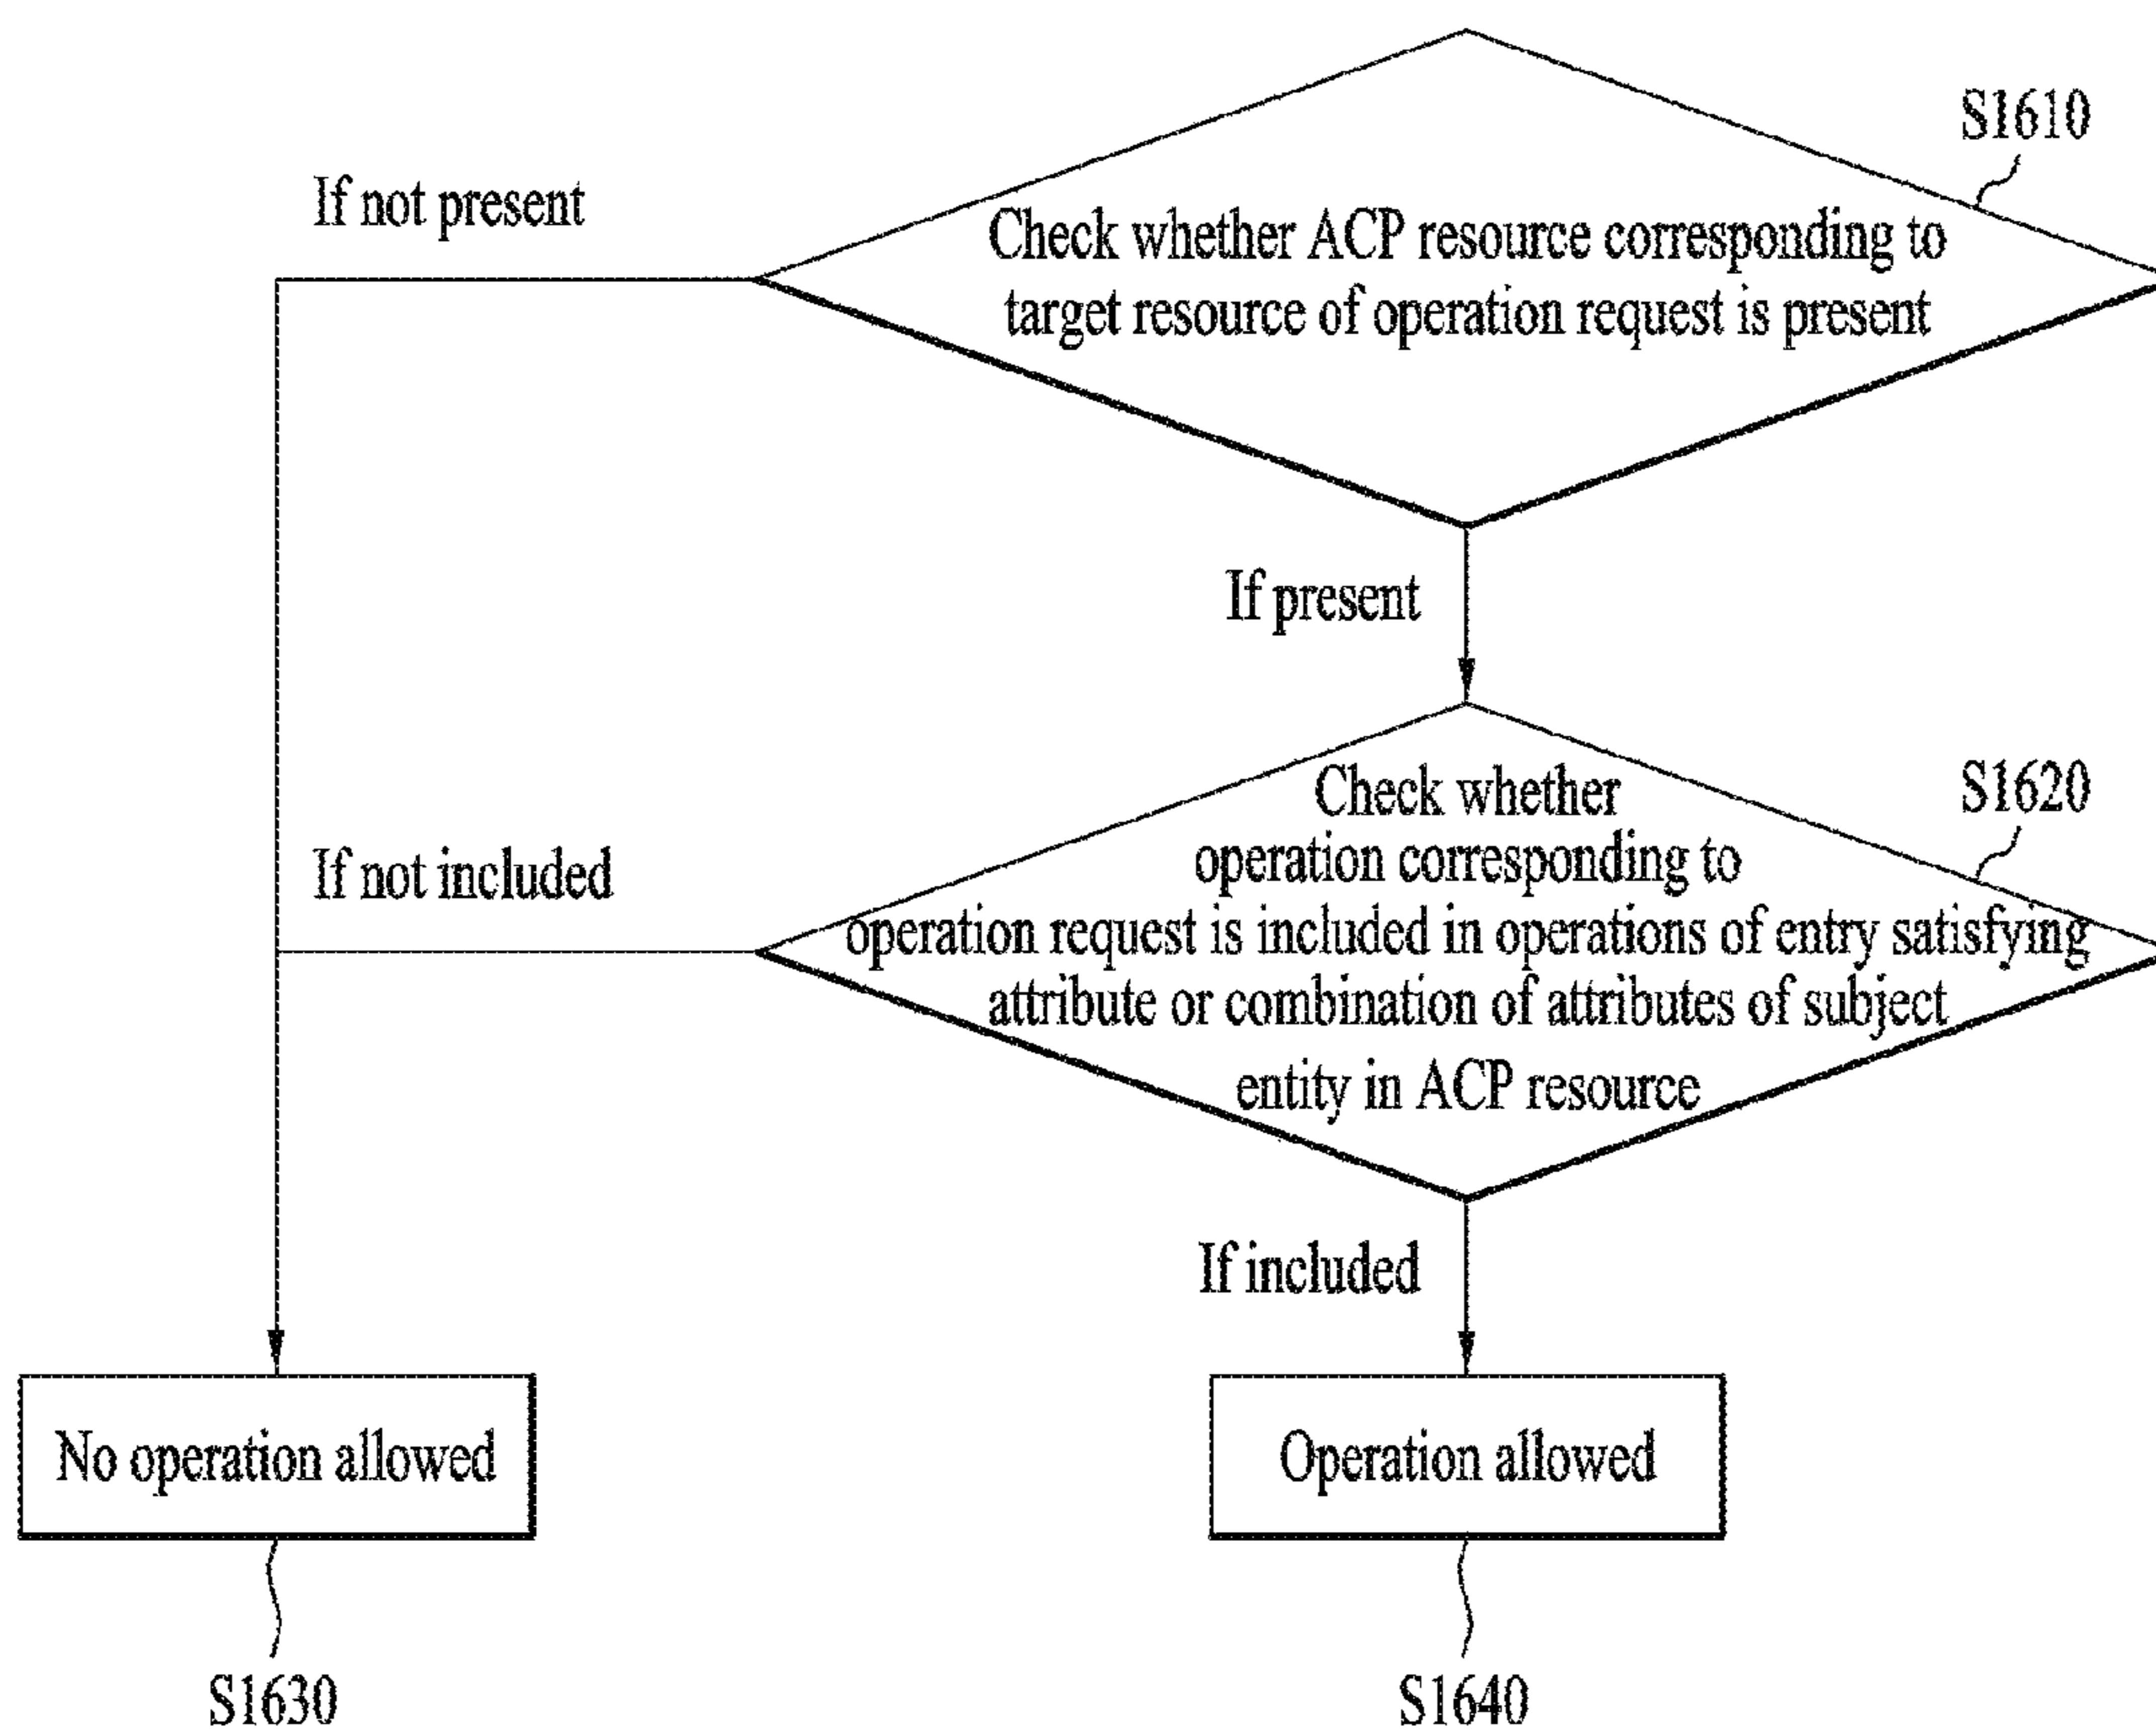 S1610
If not present
Check whether ACP resource corresponding to
target resource of operation request is present
If present
Check whether
operation corresponding to
operation request is included in operations of entry satisfying
attribute or combination of attributes of subject
entity in ACP resource
S1620
If not included
If included
No operation allowed
Operation allowed
S1630
S1640